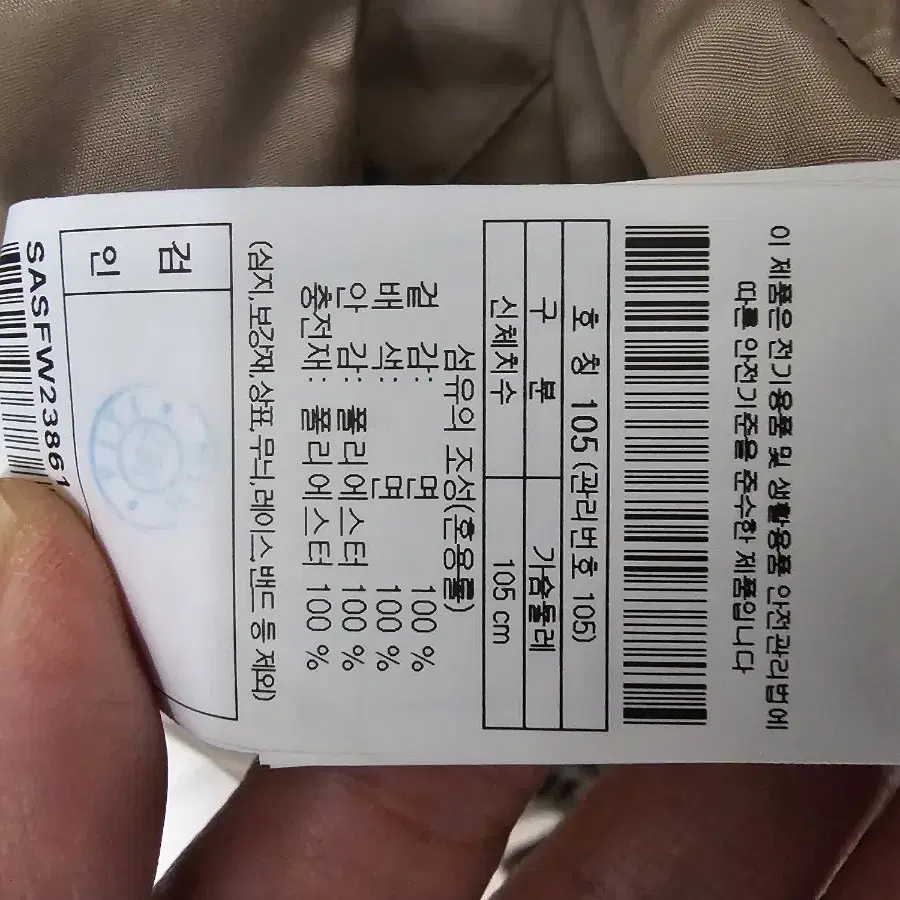 이 제품은 전기용품 및 생활용품 안전관리법에
따른 안전기준을 준수한 제품입니다
호 칭 105 (관리번호 105)
구 분 가슴둘레
신체치수 105 cm
섬유의 조성(혼용률)
겉 감: 면 100 %
배 색: 면 100 %
안 감: 폴리에스터 100 %
충전재: 폴리에스터 100 %
(심지,보강재,상표 무늬,레이스,밴드 등 제외)
검
인
SASFW23861